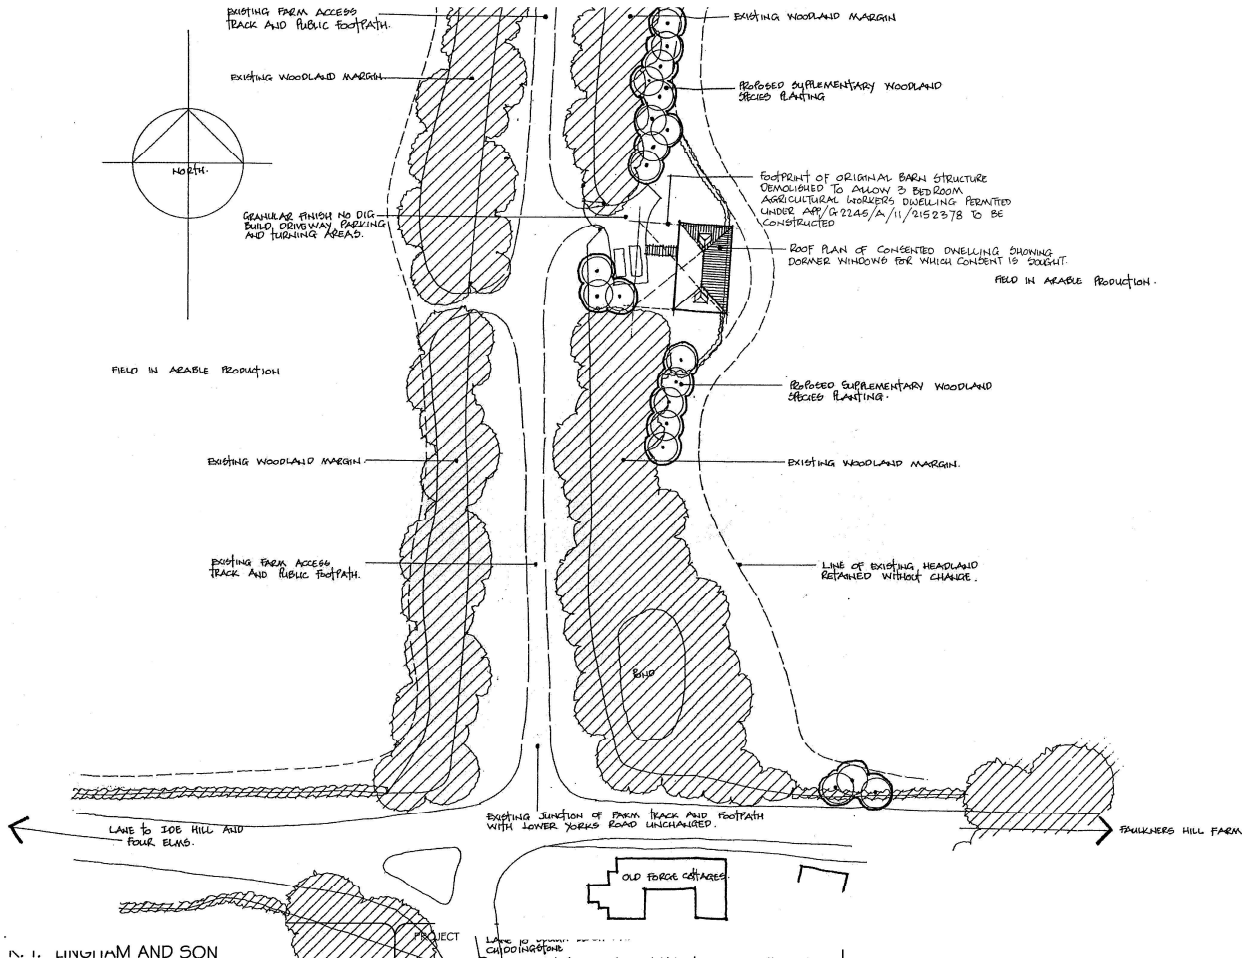 EXISTING FARM ACCESS
TRACK AND PUBLIC FOOTPATH.
EXISTING WOODLAND MARGIN
EXISTING WOODLAND MARGIN
PROPOSED SUPPLEMENTARY WOODLAND
SPECIES PLANTING
NORTH.
FOOTPRINT OF ORIGINAL BARN STRUCTURE
DEMOLISHED TO ALLOW 3 BEDROOM
AGRICULTURAL WORKERS DWELLING PERMITTED
UNDER APP/G2245/A/11/2152378 TO BE
CONSTRUCTED
GRANULAR FINISH NO DIG
BUILD, DRIVEWAY, PARKING
AND TURNING AREAS.
ROOF PLAN OF CONSENTED DWELLING SHOWING
DORMER WINDOWS FOR WHICH CONSENT IS SOUGHT.
FIELD IN ARABLE PRODUCTION.
FIELD IN ARABLE PRODUCTION
PROPOSED SUPPLEMENTARY WOODLAND
SPECIES PLANTING.
EXISTING WOODLAND MARGIN.
EXISTING WOODLAND MARGIN.
EXISTING FARM ACCESS
TRACK AND PUBLIC FOOTPATH.
LINE OF EXISTING HEADLAND
RETAINED WITHOUT CHANGE.
POND
EXISTING JUNCTION OF FARM TRACK AND FOOTPATH
WITH LOWER YORKS ROAD UNCHANGED.
LANE TO IDE HILL AND
FOUR ELMS.
FAULKNERS HILL FARM
OLD FORGE COTTAGES.
PROJECT
LANE TO
CHIDDINGSTONE
LINGHAM AND SON